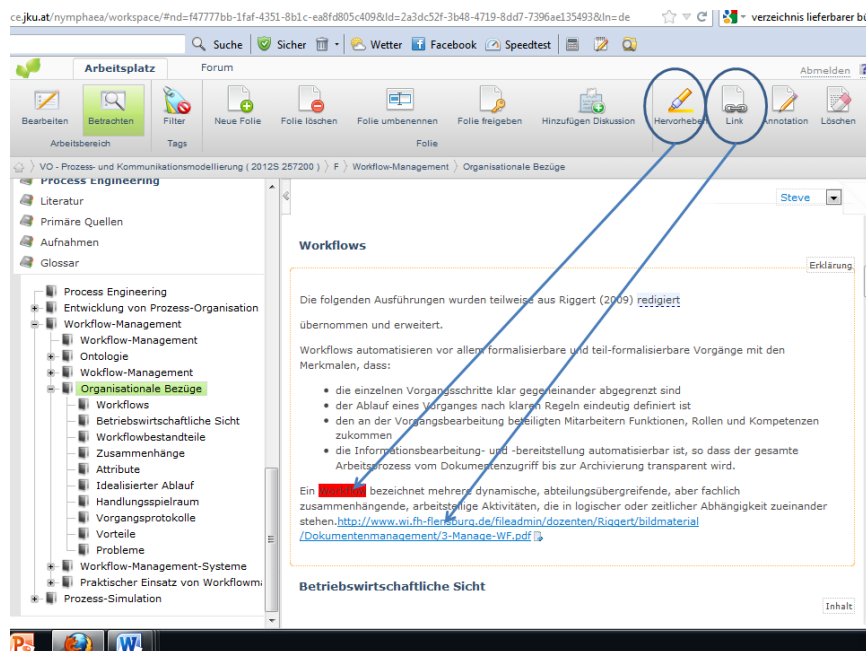 ce.jku.at/nymphaea/workspace/#nd=f47777bb-1faf-4351-8b1c-ea8fd805c409&ld=2a3dc52f-3b48-4719-8dd7-7396ae135493&ln=de
verzeichnis lieferbarer bü
Suche Sicher Wetter Facebook Speedtest
Arbeitsplatz Forum Abmelden
Bearbeiten Betrachten Filter Neue Folie Folie löschen Folie umbenennen Folie freigeben Hinzufügen Diskussion Hervorheben Link Annotation Löschen
Arbeitsbereich Tags Folie
VO - Prozess- und Kommunikationsmodellierung ( 2012S 257200 ) F Workflow-Management Organisationale Bezüge
Process Engineering
Literatur
Primäre Quellen
Aufnahmen
Glossar
Process Engineering
Entwicklung von Prozess-Organisation
Workflow-Management
Workflow-Management
Ontologie
Wokflow-Management
Organisationale Bezüge
Workflows
Betriebswirtschaftliche Sicht
Workflowbestandteile
Zusammenhänge
Attribute
Idealisierter Ablauf
Handlungsspielraum
Vorgangsprotokolle
Vorteile
Probleme
Workflow-Management-Systeme
Praktischer Einsatz von Workflowma
Prozess-Simulation
Steve
Workflows
Erklärung
Die folgenden Ausführungen wurden teilweise aus Riggert (2009) redigiert
übernommen und erweitert.
Workflows automatisieren vor allem formalisierbare und teil-formalisierbare Vorgänge mit den
Merkmalen, dass:
• die einzelnen Vorgangsschritte klar gegeneinander abgegrenzt sind
• der Ablauf eines Vorganges nach klaren Regeln eindeutig definiert ist
• den an der Vorgangsbearbeitung beteiligten Mitarbeitern Funktionen, Rollen und Kompetenzen
zukommen
• die Informationsbearbeitung- und -bereitstellung automatisierbar ist, so dass der gesamte
Arbeitsprozess vom Dokumentenzugriff bis zur Archivierung transparent wird.
Ein Workflow bezeichnet mehrere dynamische, abteilungsübergreifende, aber fachlich
zusammenhängende, arbeitsteilige Aktivitäten, die in logischer oder zeitlicher Abhängigkeit zueinander
stehen.http://www.wi.fh-flensburg.de/fileadmin/dozenten/Riggert/bildmaterial
/Dokumentenmanagement/3-Manage-WF.pdf
Betriebswirtschaftliche Sicht
Inhalt